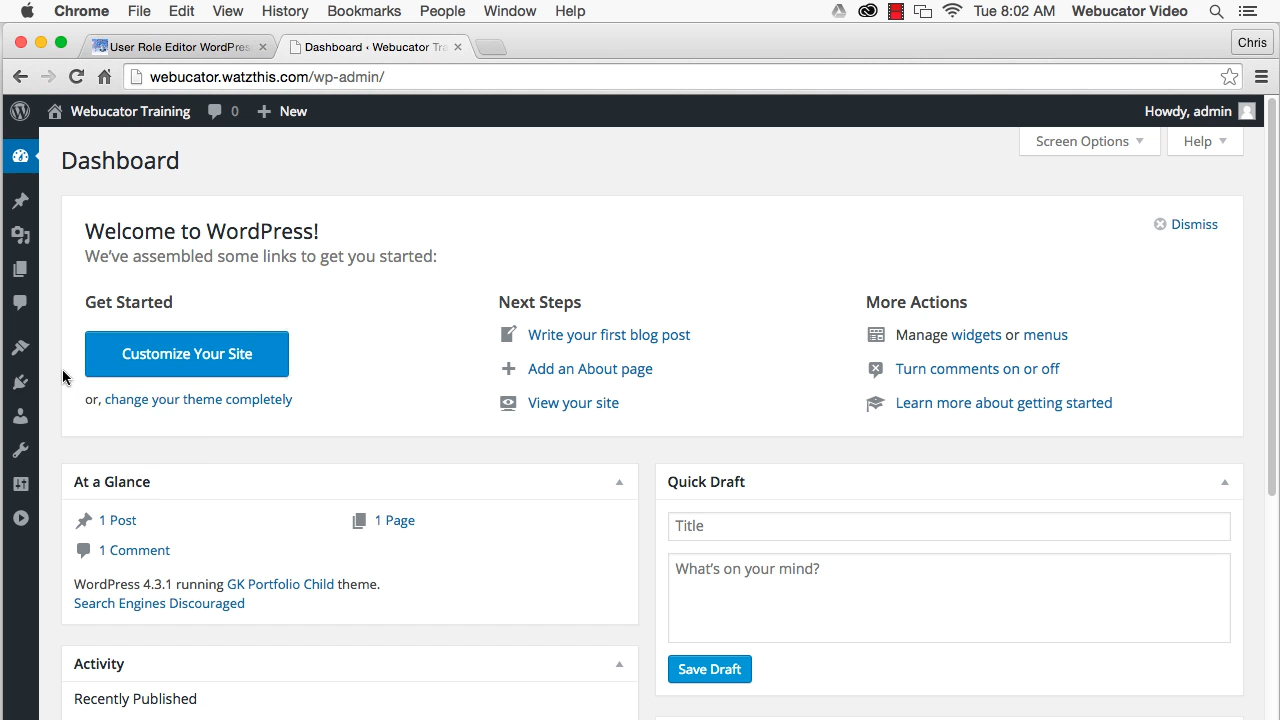 Chrome File Edit View History Bookmarks People Window Help Tue 8:02 AM Webucator Video
User Role Editor WordPres Dashboard ‹ Webucator Tra Chris
webucator.watzthis.com/wp-admin/
Webucator Training 0 + New Howdy, admin
Screen Options Help
Dashboard
Welcome to WordPress! Dismiss
We've assembled some links to get you started:
Get Started Next Steps More Actions
Customize Your Site Write your first blog post Manage widgets or menus
Add an About page Turn comments on or off
or, change your theme completely View your site Learn more about getting started
At a Glance Quick Draft
1 Post 1 Page Title
1 Comment What's on your mind?
WordPress 4.3.1 running GK Portfolio Child theme.
Search Engines Discouraged
Activity Save Draft
Recently Published